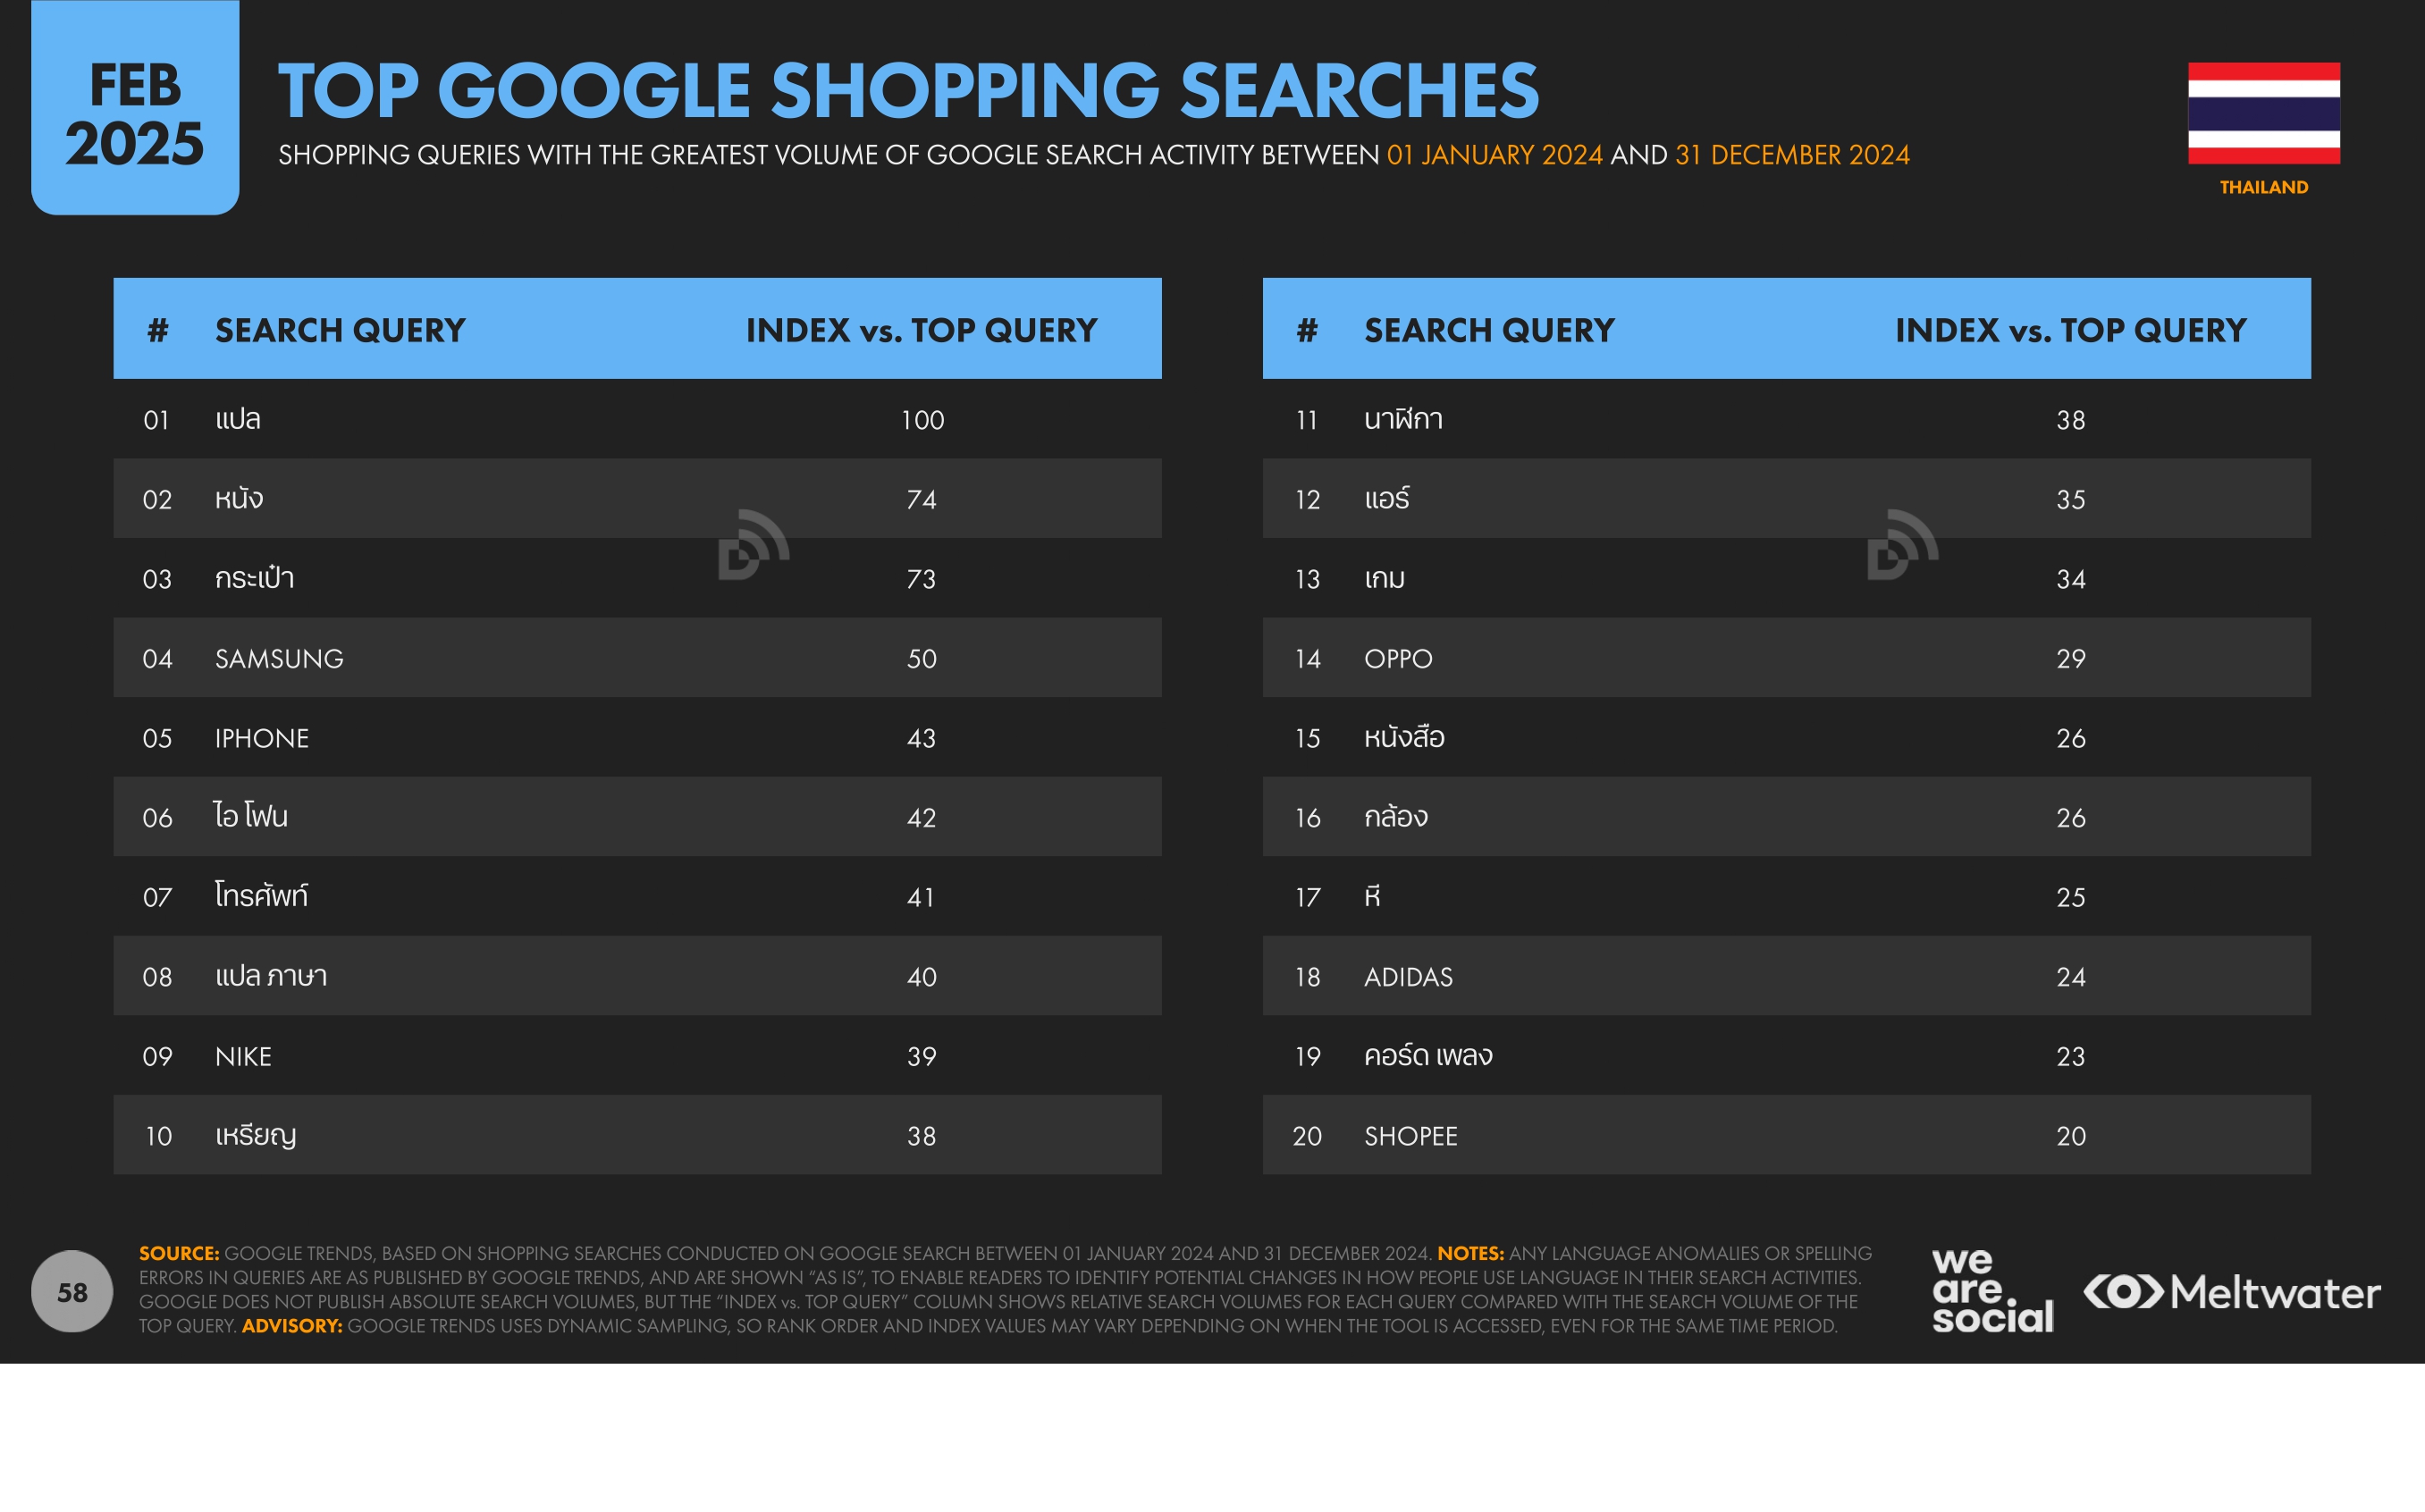 FEB
2025
TOP GOOGLE SHOPPING SEARCHES
SHOPPING QUERIES WITH THE GREATEST VOLUME OF GOOGLE SEARCH ACTIVITY BETWEEN 01 JANUARY 2024 AND 31 DECEMBER 2024
THAILAND
# SEARCH QUERY INDEX vs. TOP QUERY
01 แปล 100
02 หนัง 74
03 กระเป๋า 73
04 SAMSUNG 50
05 IPHONE 43
06 ไอ โฟน 42
07 โทรศัพท์ 41
08 แปล ภาษา 40
09 NIKE 39
10 เหรียญ 38
# SEARCH QUERY INDEX vs. TOP QUERY
11 นาฬิกา 38
12 แอร์ 35
13 เกม 34
14 OPPO 29
15 หนังสือ 26
16 กล้อง 26
17 หี 25
18 ADIDAS 24
19 คอร์ด เพลง 23
20 SHOPEE 20
58
SOURCE: GOOGLE TRENDS, BASED ON SHOPPING SEARCHES CONDUCTED ON GOOGLE SEARCH BETWEEN 01 JANUARY 2024 AND 31 DECEMBER 2024. NOTES: ANY LANGUAGE ANOMALIES OR SPELLING
ERRORS IN QUERIES ARE AS PUBLISHED BY GOOGLE TRENDS, AND ARE SHOWN “AS IS”, TO ENABLE READERS TO IDENTIFY POTENTIAL CHANGES IN HOW PEOPLE USE LANGUAGE IN THEIR SEARCH ACTIVITIES.
GOOGLE DOES NOT PUBLISH ABSOLUTE SEARCH VOLUMES, BUT THE “INDEX vs. TOP QUERY” COLUMN SHOWS RELATIVE SEARCH VOLUMES FOR EACH QUERY COMPARED WITH THE SEARCH VOLUME OF THE
TOP QUERY. ADVISORY: GOOGLE TRENDS USES DYNAMIC SAMPLING, SO RANK ORDER AND INDEX VALUES MAY VARY DEPENDING ON WHEN THE TOOL IS ACCESSED, EVEN FOR THE SAME TIME PERIOD.
we
are.
social
Meltwater